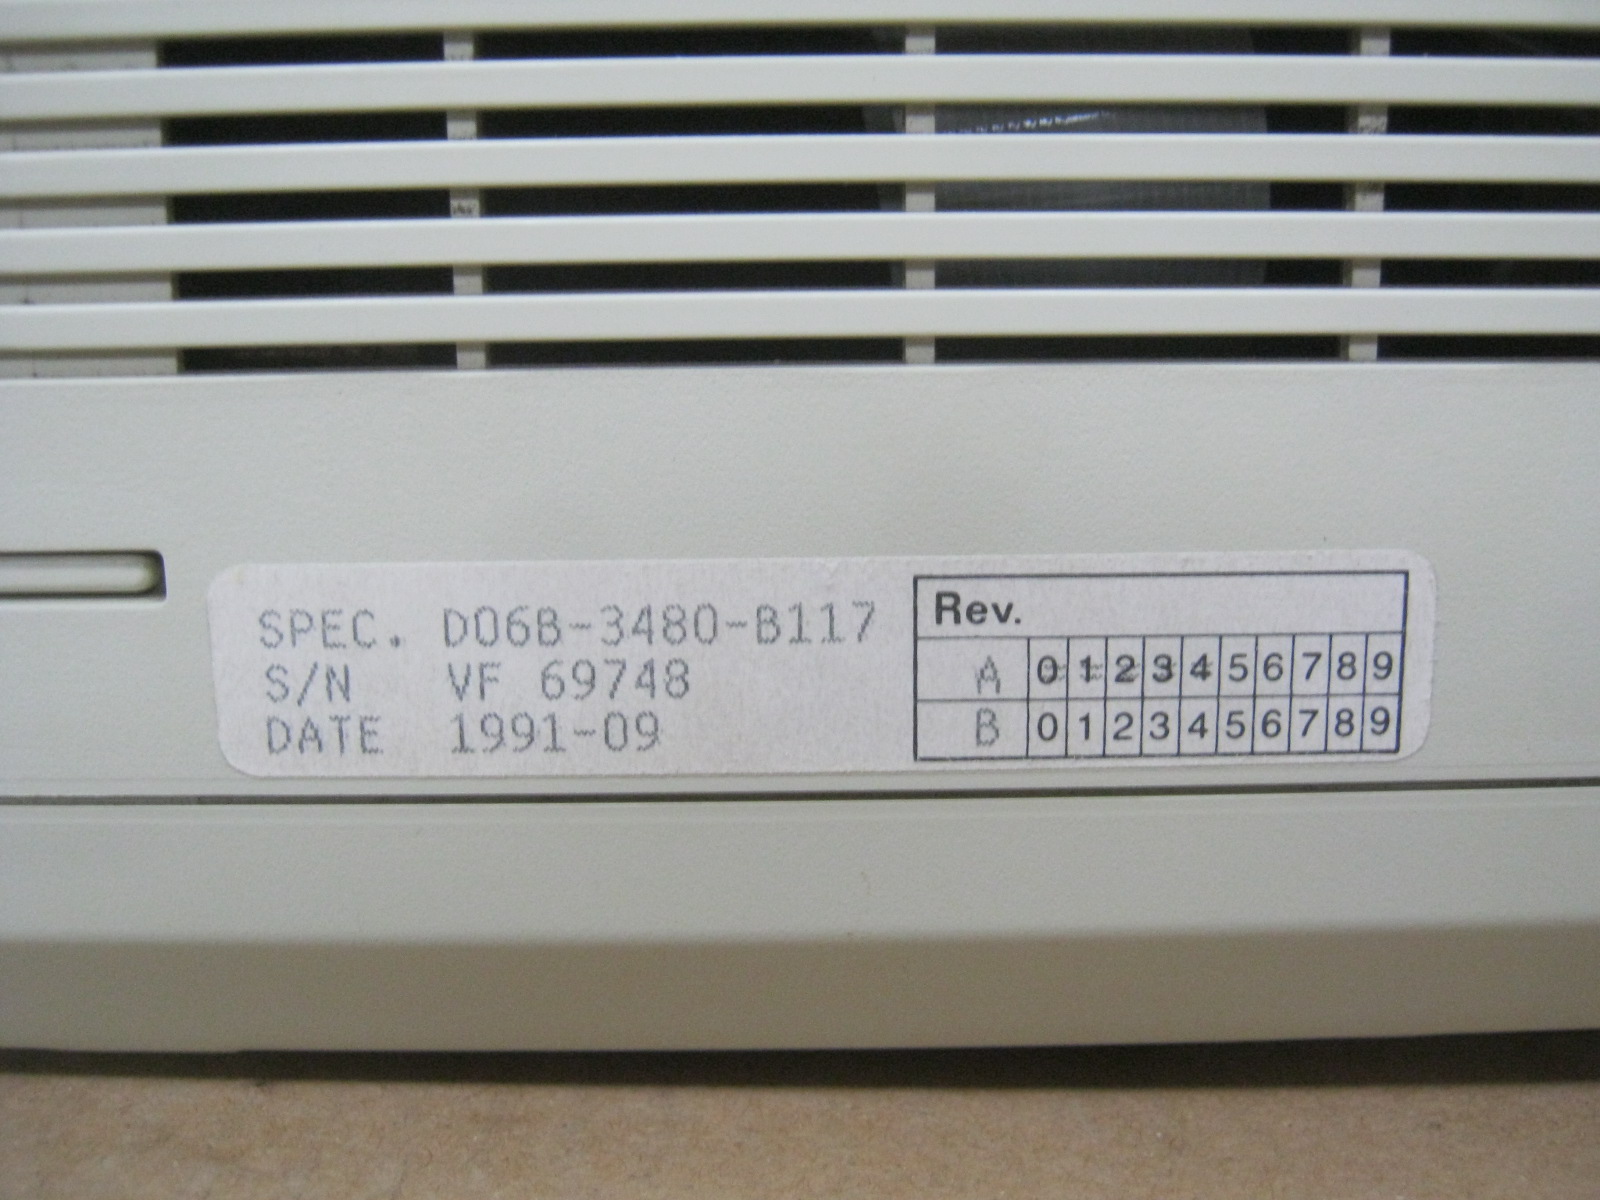 SPEC. D06B-3480-B117
S/N VF 69748
DATE 1991-09
Rev.
A 0 1 2 3 4 5 6 7 8 9
B 0 1 2 3 4 5 6 7 8 9